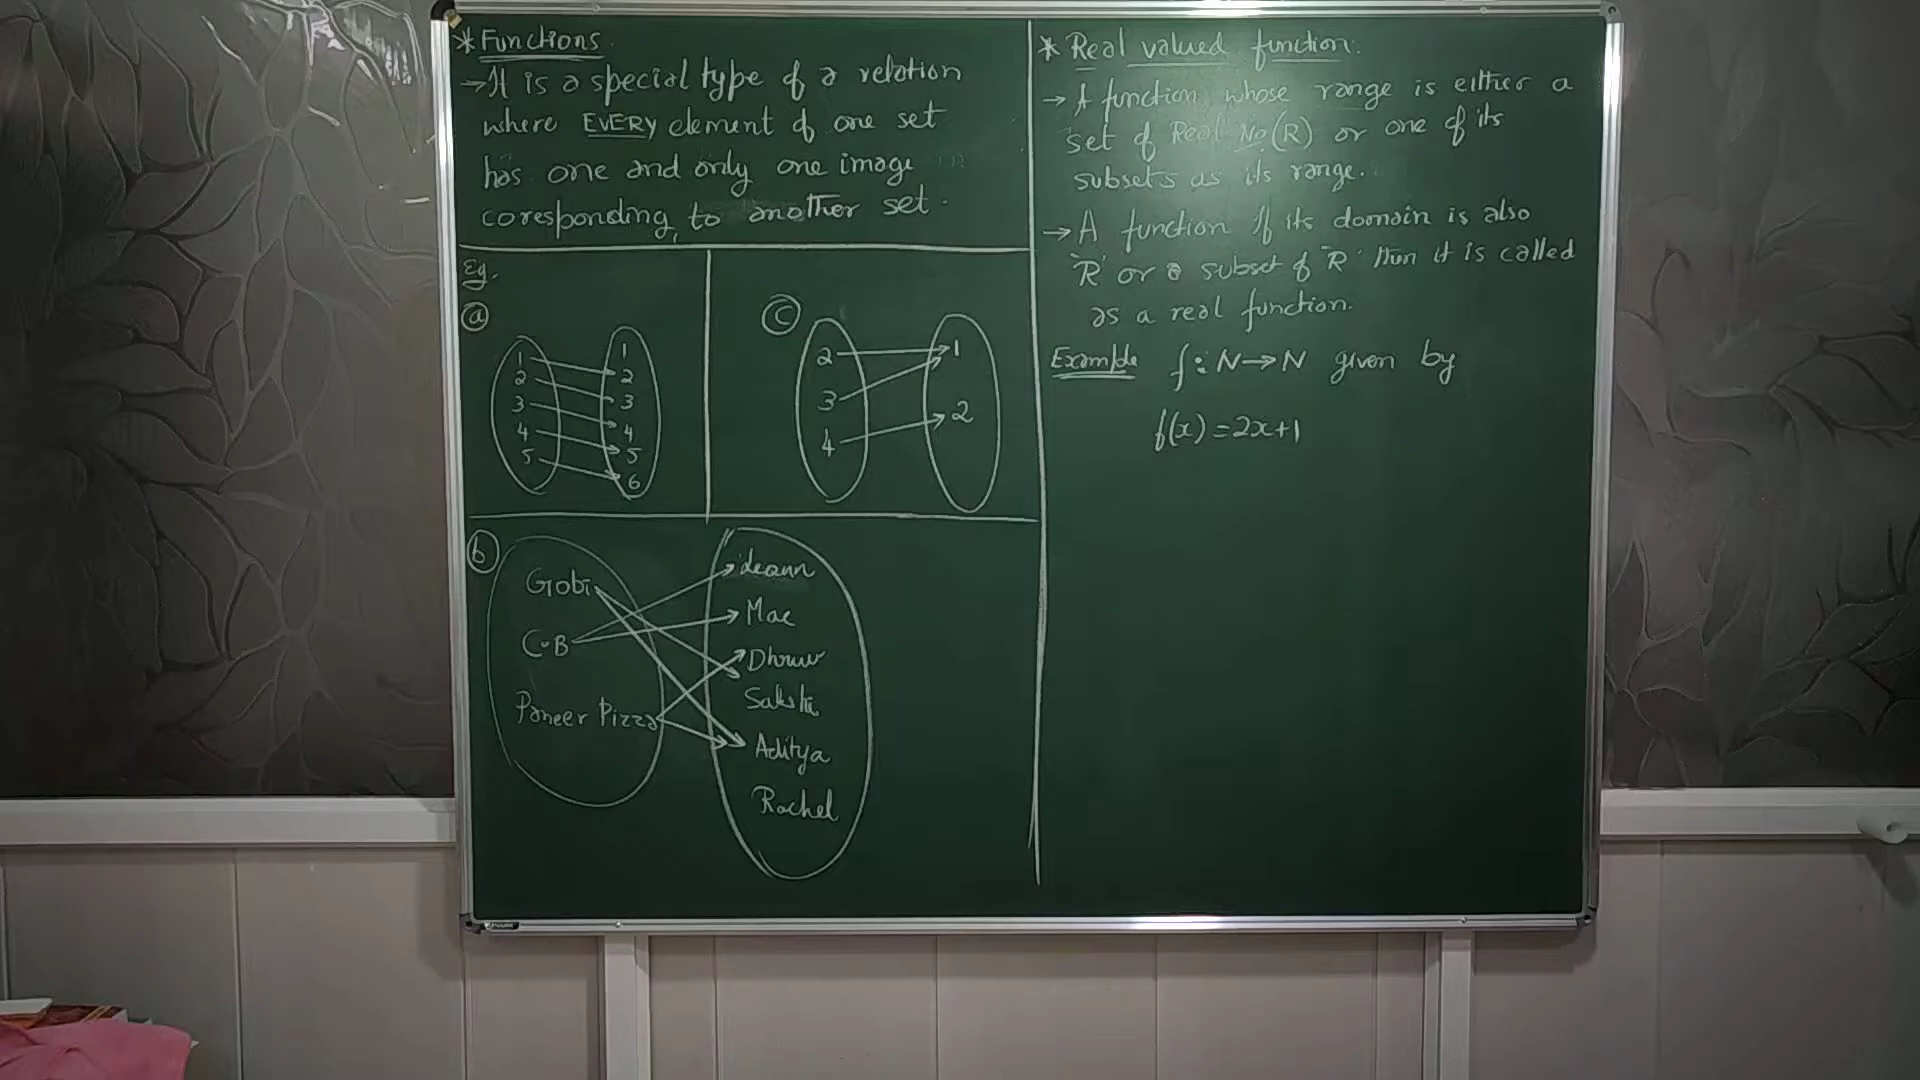 * Functions.
→ It is a special type of a relation
where EVERY element of one set
has one and only one image
coresponding to another set.
Eg.
(a)
1
2
3
4
5
1
2
3
4
5
6
(c)
2
3
4
1
2
(b)
Gobi
C-B
Paneer Pizza
deann
Mac
Dhruv
Sakshi
Aditya
Rachel
* Real valued function:
→ A function whose range is either a
set of Real No (R) or one of its
subsets as its range.
→ A function If its domain is also
'R' or a subset of 'R' then it is called
as a real function.
Example f : N → N given by
f(x) = 2x+1